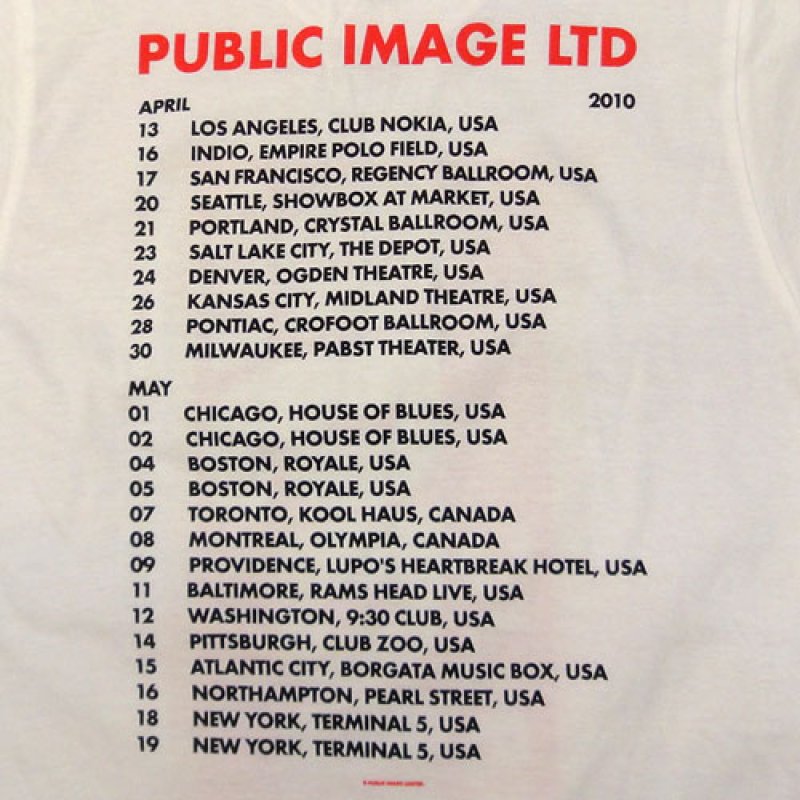 PUBLIC IMAGE LTD
APRIL 2010
13 LOS ANGELES, CLUB NOKIA, USA
16 INDIO, EMPIRE POLO FIELD, USA
17 SAN FRANCISCO, REGENCY BALLROOM, USA
20 SEATTLE, SHOWBOX AT MARKET, USA
21 PORTLAND, CRYSTAL BALLROOM, USA
23 SALT LAKE CITY, THE DEPOT, USA
24 DENVER, OGDEN THEATRE, USA
26 KANSAS CITY, MIDLAND THEATRE, USA
28 PONTIAC, CROFOOT BALLROOM, USA
30 MILWAUKEE, PABST THEATER, USA
MAY
01 CHICAGO, HOUSE OF BLUES, USA
02 CHICAGO, HOUSE OF BLUES, USA
04 BOSTON, ROYALE, USA
05 BOSTON, ROYALE, USA
07 TORONTO, KOOL HAUS, CANADA
08 MONTREAL, OLYMPIA, CANADA
09 PROVIDENCE, LUPO'S HEARTBREAK HOTEL, USA
11 BALTIMORE, RAMS HEAD LIVE, USA
12 WASHINGTON, 9:30 CLUB, USA
14 PITTSBURGH, CLUB ZOO, USA
15 ATLANTIC CITY, BORGATA MUSIC BOX, USA
16 NORTHAMPTON, PEARL STREET, USA
18 NEW YORK, TERMINAL 5, USA
19 NEW YORK, TERMINAL 5, USA
© PUBLIC IMAGE LIMITED